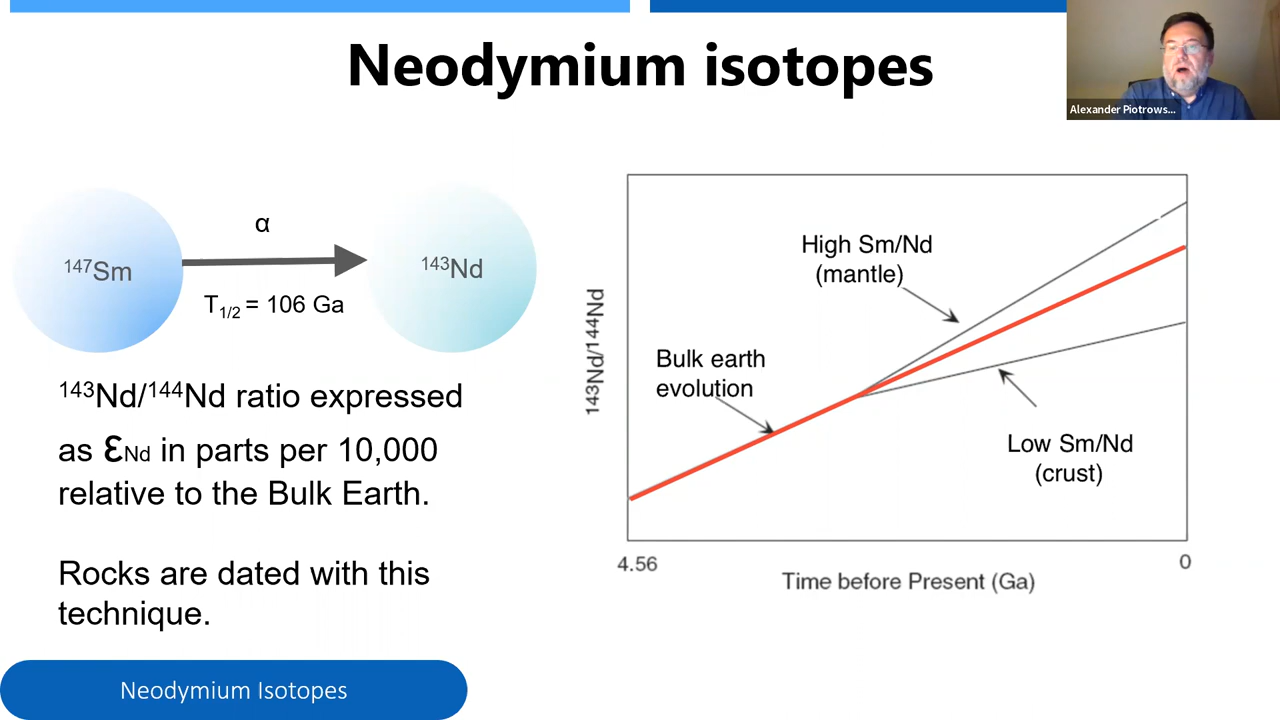 Neodymium isotopes
Alexander Piotrows...
α
¹⁴⁷Sm
¹⁴³Nd
T₁/₂ = 106 Ga
¹⁴³Nd/¹⁴⁴Nd ratio expressed
as ƐNd in parts per 10,000
relative to the Bulk Earth.
Rocks are dated with this
technique.
High Sm/Nd
(mantle)
Bulk earth
evolution
Low Sm/Nd
(crust)
143Nd/144Nd
4.56
0
Time before Present (Ga)
Neodymium Isotopes